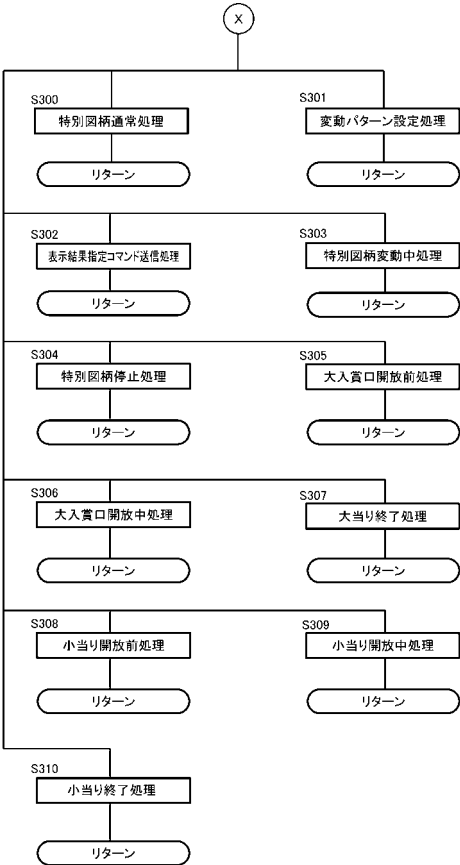 X
S300
特別図柄通常処理
リターン
S301
変動パターン設定処理
リターン
S302
表示結果指定コマンド送信処理
リターン
S303
特別図柄変動中処理
リターン
S304
特別図柄停止処理
リターン
S305
大入賞口開放前処理
リターン
S306
大入賞口開放中処理
リターン
S307
大当り終了処理
リターン
S308
小当り開放前処理
リターン
S309
小当り開放中処理
リターン
S310
小当り終了処理
リターン